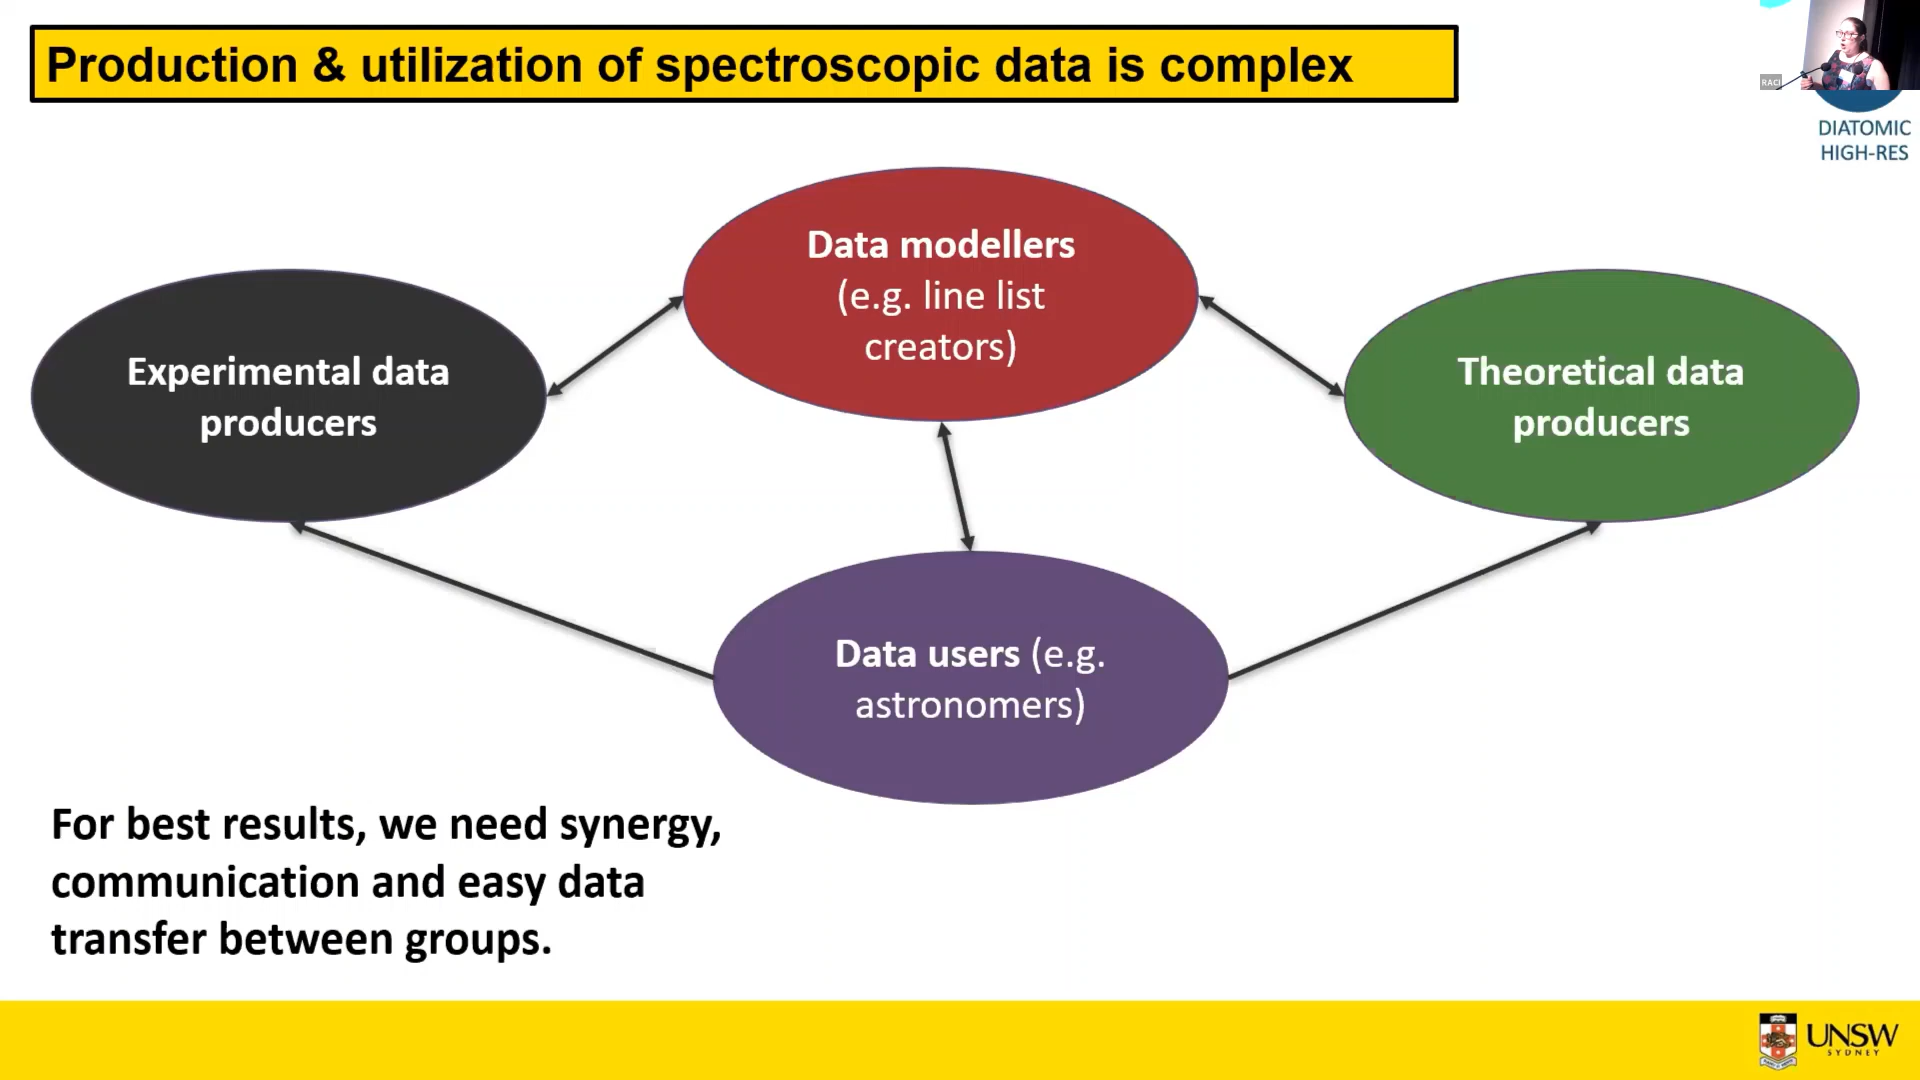 Production & utilization of spectroscopic data is complex
RACI
DIATOMIC
HIGH-RES
Data modellers
(e.g. line list
creators)
Experimental data
producers
Theoretical data
producers
Data users (e.g.
astronomers)
For best results, we need synergy,
communication and easy data
transfer between groups.
UNSW
SYDNEY